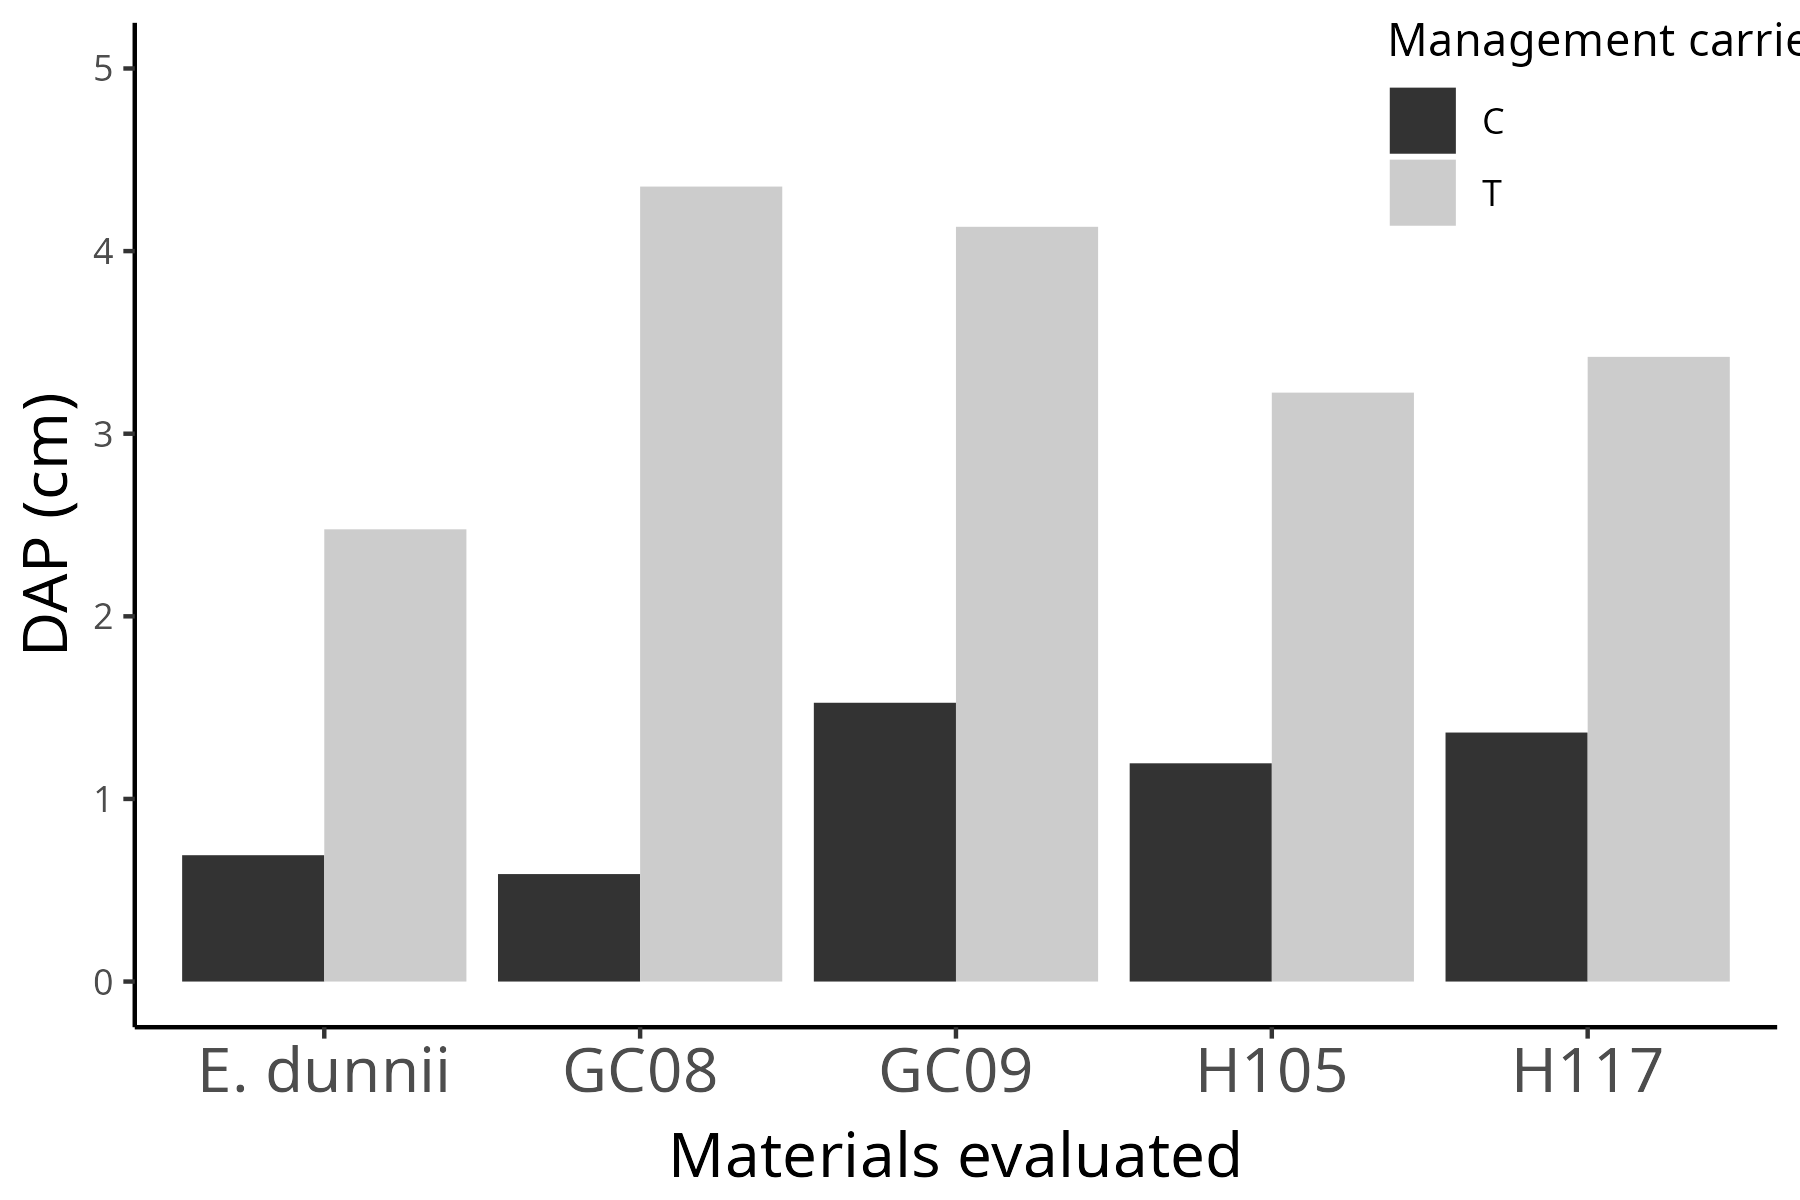 Management carrie
C
T
DAP (cm)
5
4
3
2
1
0
E. dunnii GC08 GC09 H105 H117
Materials evaluated